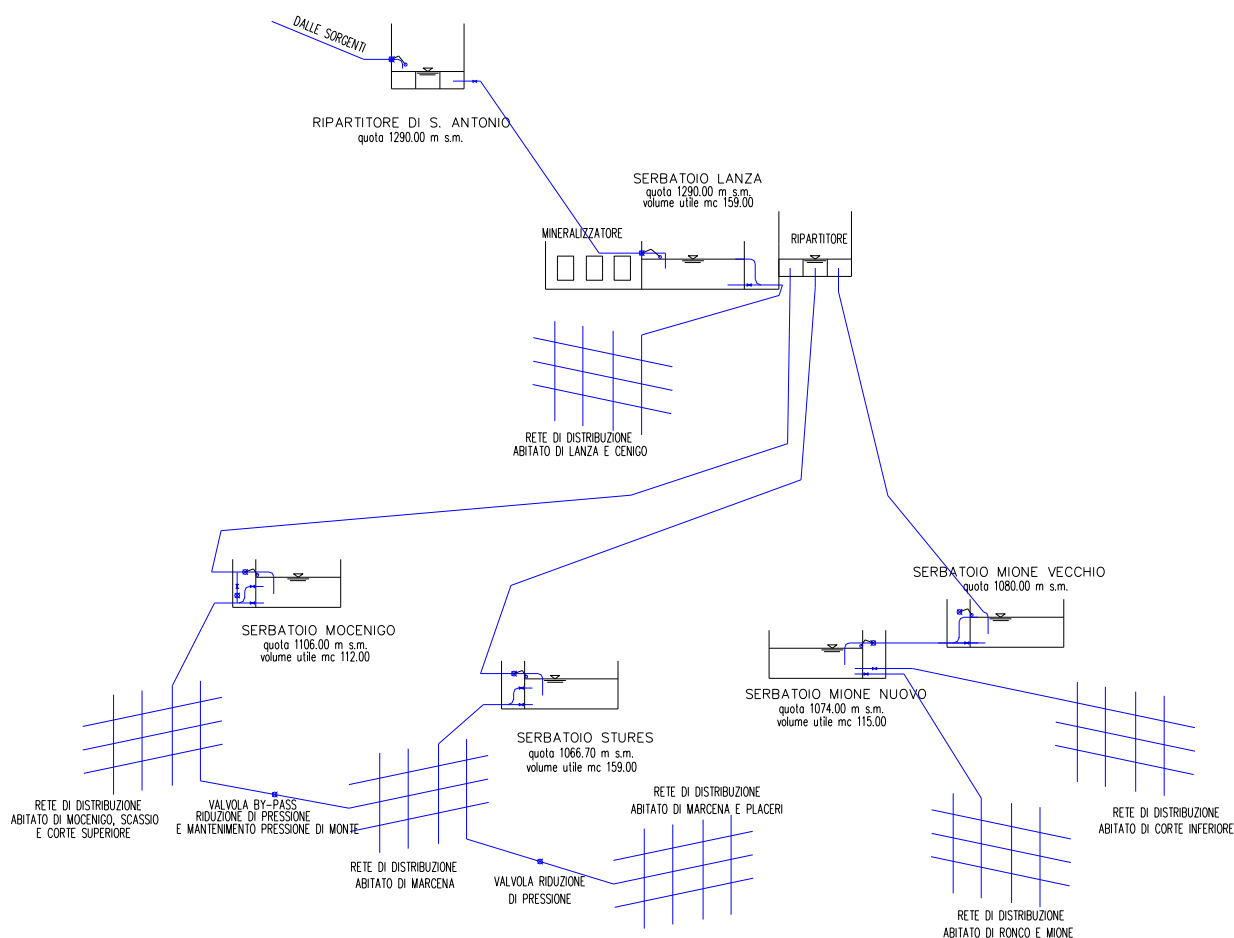 DALLE SORGENTI
RIPARTITORE DI S. ANTONIO
quota 1290.00 m s.m.
SERBATOIO LANZA
quota 1290.00 m s.m.
volume utile mc 159.00
MINERALIZZATORE
RIPARTITORE
RETE DI DISTRIBUZIONE
ABITATO DI LANZA E CENIGO
SERBATOIO MIONE VECCHIO
quota 1080.00 m s.m.
SERBATOIO MOCENIGO
quota 1106.00 m s.m.
volume utile mc 112.00
SERBATOIO MIONE NUOVO
quota 1074.00 m s.m.
volume utile mc 115.00
SERBATOIO STURES
quota 1066.70 m s.m.
volume utile mc 159.00
RETE DI DISTRIBUZIONE
ABITATO DI MOCENIGO, SCASSIO
E CORTE SUPERIORE
VALVOLA BY-PASS
RIDUZIONE DI PRESSIONE
E MANTENIMENTO PRESSIONE DI MONTE
RETE DI DISTRIBUZIONE
ABITATO DI MARCENA E PLACERI
RETE DI DISTRIBUZIONE
ABITATO DI CORTE INFERIORE
RETE DI DISTRIBUZIONE
ABITATO DI MARCENA
VALVOLA RIDUZIONE
DI PRESSIONE
RETE DI DISTRIBUZIONE
ABITATO DI RONCO E MIONE